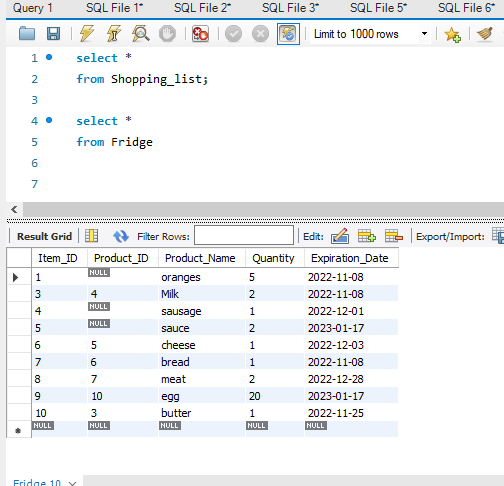 Query 1 SQL File 1* SQL File 2* SQL File 3* SQL File 5* SQL File 6*
Limit to 1000 rows
1 select *
2 from Shopping_list;
3
4 select *
5 from Fridge
6
7
Result Grid Filter Rows: Edit: Export/Import:
Item_ID Product_ID Product_Name Quantity Expiration_Date
1 NULL oranges 5 2022-11-08
3 4 Milk 2 2022-11-08
4 NULL sausage 1 2022-12-01
5 NULL sauce 2 2023-01-17
6 5 cheese 1 2022-12-03
7 6 bread 1 2022-11-08
8 7 meat 2 2022-12-28
9 10 egg 20 2023-01-17
10 3 butter 1 2022-11-25
NULL NULL NULL NULL NULL
Fridge 10